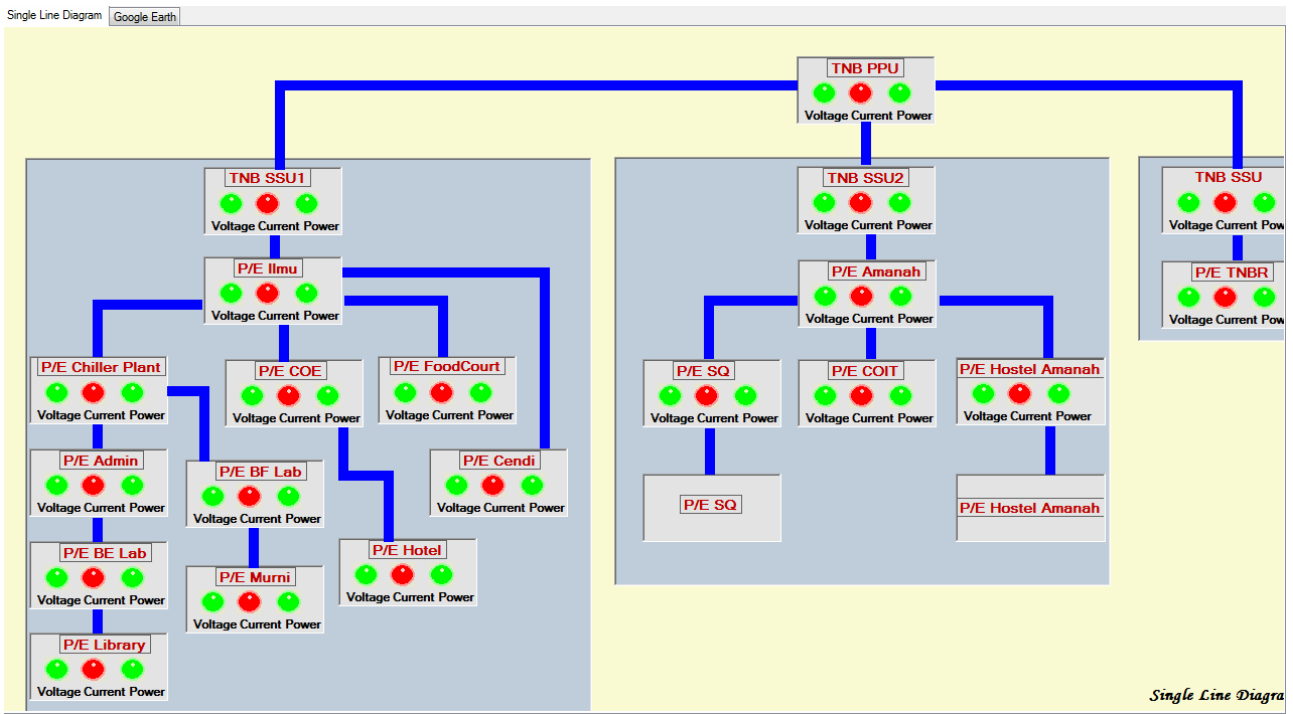 Single Line Diagram Google Earth
TNB PPU
Voltage Current Power
TNB SSU1
Voltage Current Power
P/E Ilmu
Voltage Current Power
P/E Chiller Plant
Voltage Current Power
P/E COE
Voltage Current Power
P/E FoodCourt
Voltage Current Power
P/E Admin
Voltage Current Power
P/E BF Lab
Voltage Current Power
P/E Cendi
Voltage Current Power
P/E BE Lab
Voltage Current Power
P/E Murni
Voltage Current Power
P/E Hotel
Voltage Current Power
P/E Library
Voltage Current Power
TNB SSU2
Voltage Current Power
P/E Amanah
Voltage Current Power
P/E SQ
Voltage Current Power
P/E COIT
Voltage Current Power
P/E Hostel Amanah
Voltage Current Power
P/E SQ
P/E Hostel Amanah
TNB SSU
Voltage Current Pow
P/E TNBR
Voltage Current Pow
Single Line Diagra